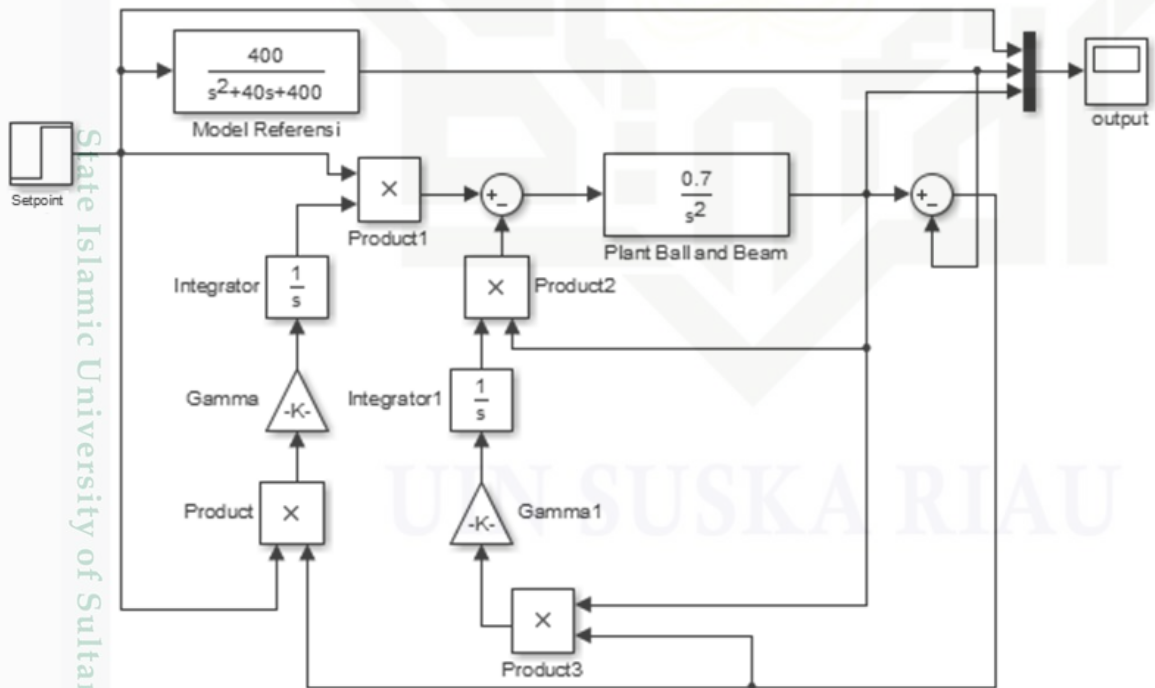 400
s²+40s+400
Model Referensi
output
Setpoint
×
Product1
+
−
0.7
s²
Plant Ball and Beam
+
−
Integrator
1
s
×
Product2
Gamma
-K-
Integrator1
1
s
Product
×
-K-
Gamma1
×
Product3
State Islamic University of Sultan
UIN SUSKA RIAU